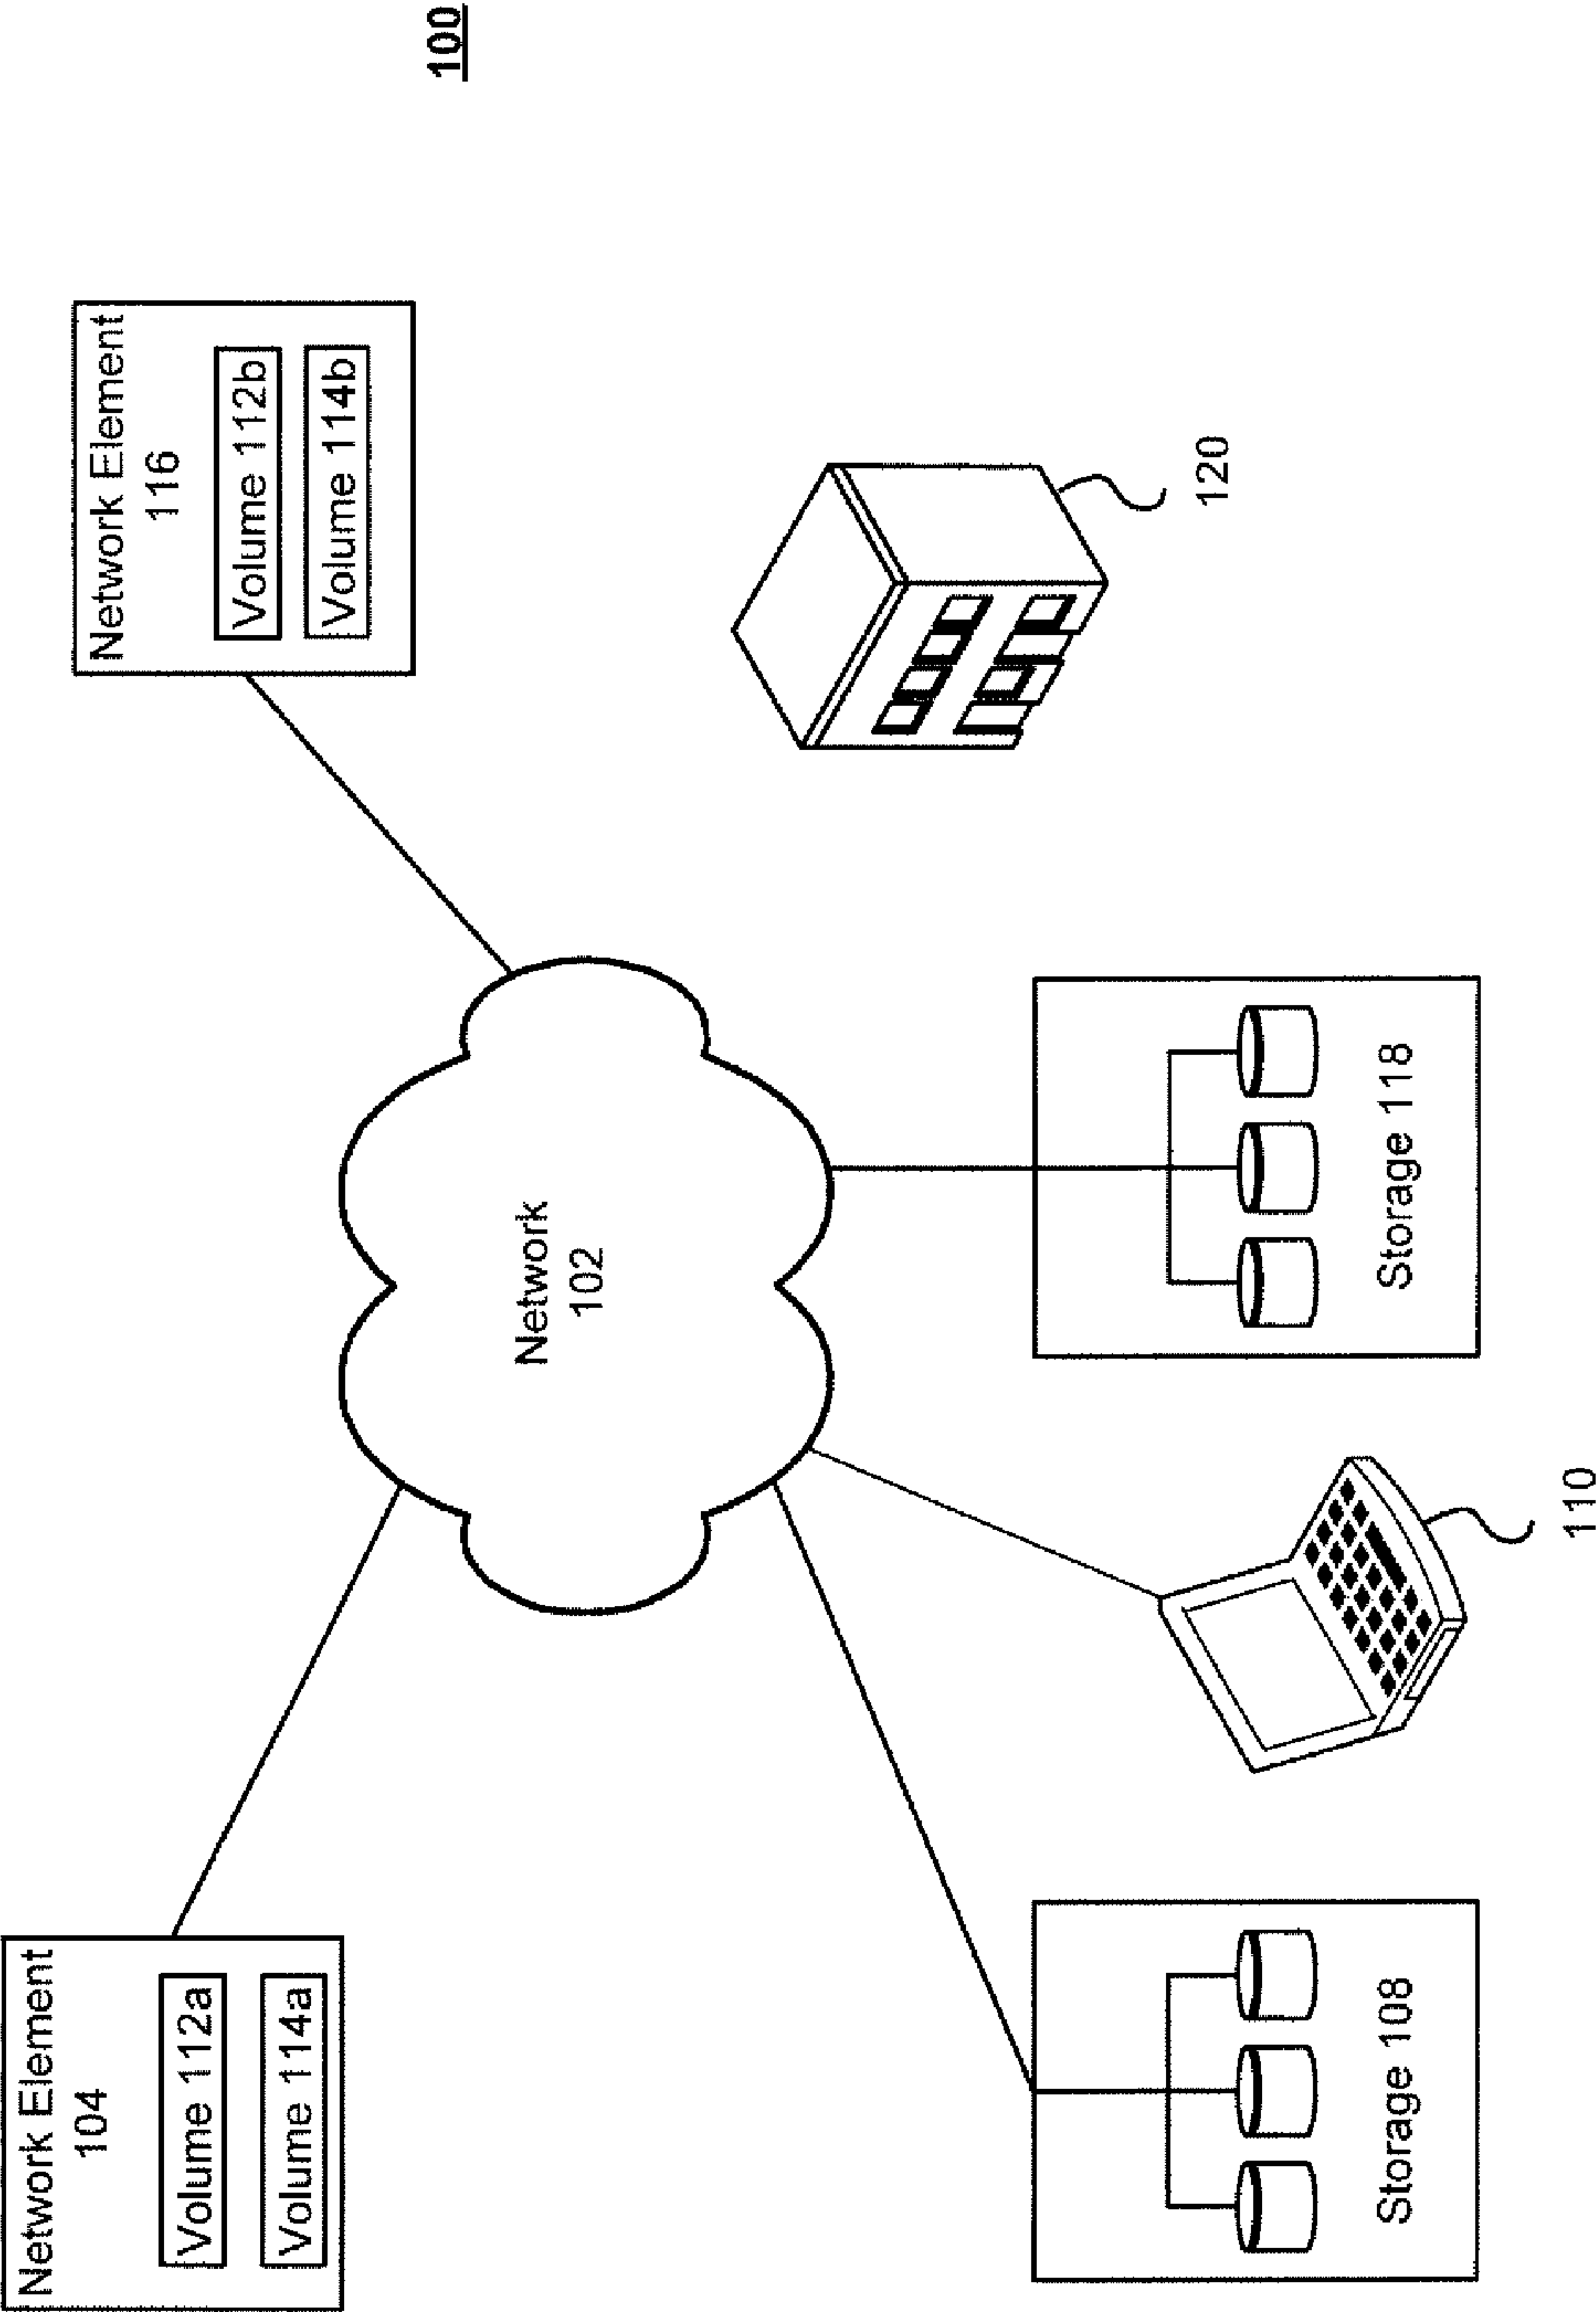 100
Network Element
104
Volume 112a
Volume 114a
Network Element
116
Volume 112b
Volume 114b
Network
102
120
Storage 108
110
Storage 118